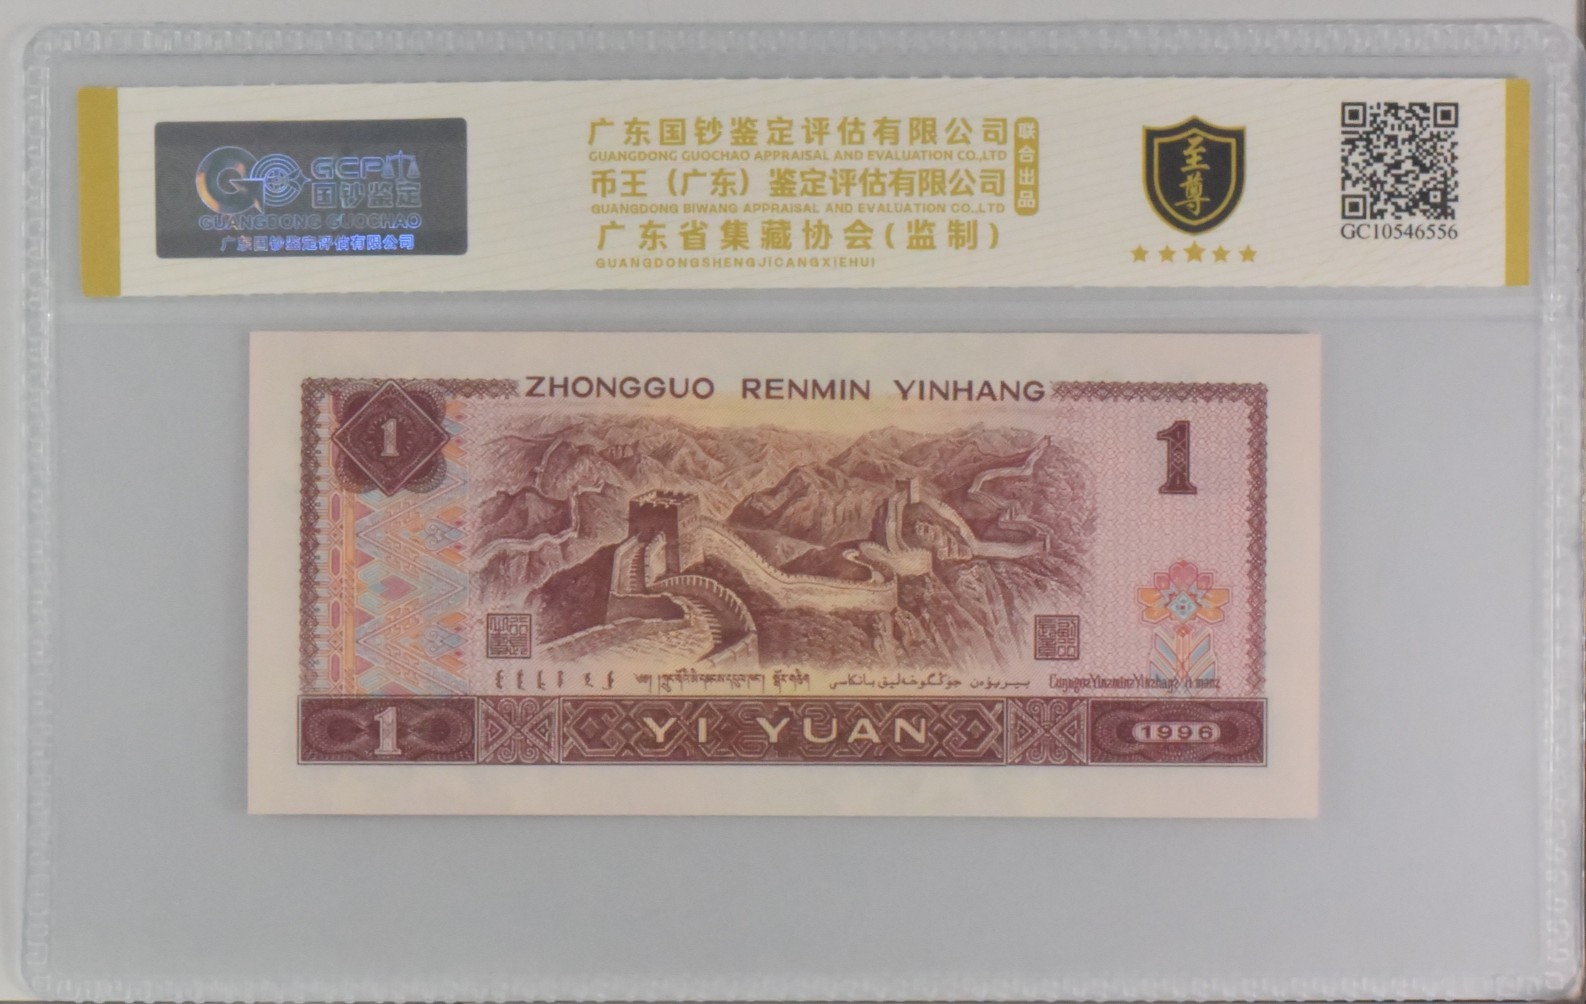 GCP
国钞鉴定
GUANGDONG GUOCHAO
广东国钞鉴定评估有限公司
广东国钞鉴定评估有限公司
GUANGDONG GUOCHAO APPRAISAL AND EVALUATION CO.,LTD
币王（广东）鉴定评估有限公司
GUANGDONG BIWANG APPRAISAL AND EVALUATION CO.,LTD
联合出品
广东省集藏协会(监制)
GUANGDONGSHENGJICANGXIEHUI
至尊
GC10546556
ZHONGGUO RENMIN YINHANG
1
1
1
YI YUAN
1996